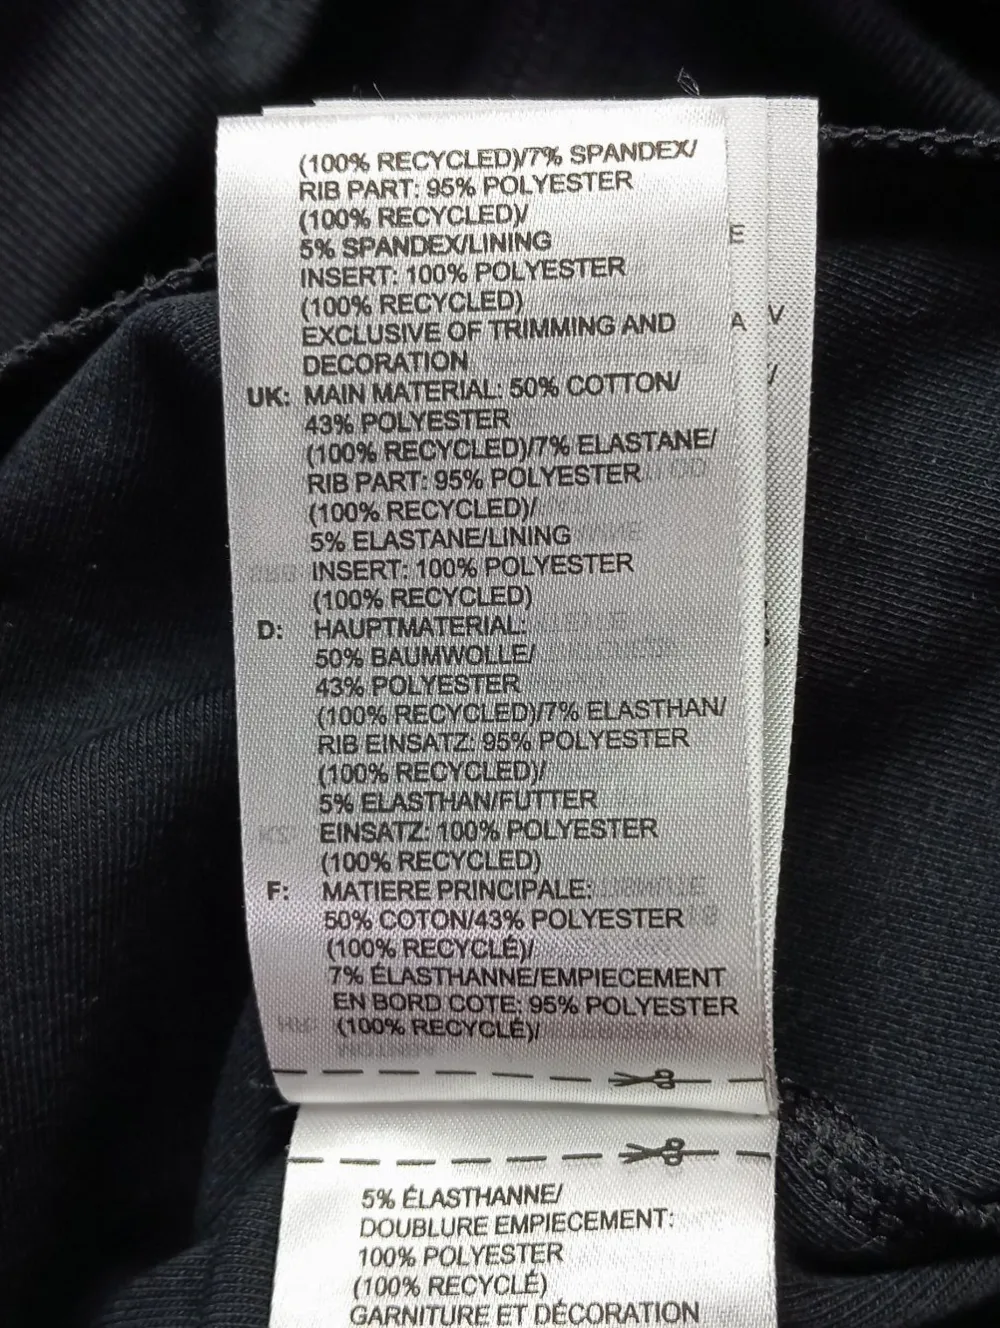 (100% RECYCLED)/7% SPANDEX/
RIB PART: 95% POLYESTER
(100% RECYCLED)/
5% SPANDEX/LINING
INSERT: 100% POLYESTER
(100% RECYCLED)
EXCLUSIVE OF TRIMMING AND
DECORATION
UK: MAIN MATERIAL: 50% COTTON/
43% POLYESTER
(100% RECYCLED)/7% ELASTANE/
RIB PART: 95% POLYESTER
(100% RECYCLED)/
5% ELASTANE/LINING
INSERT: 100% POLYESTER
(100% RECYCLED)
D: HAUPTMATERIAL:
50% BAUMWOLLE/
43% POLYESTER
(100% RECYCLED)/7% ELASTHAN/
RIB EINSATZ: 95% POLYESTER
(100% RECYCLED)/
5% ELASTHAN/FUTTER
EINSATZ: 100% POLYESTER
(100% RECYCLED)
F: MATIERE PRINCIPALE:
50% COTON/43% POLYESTER
(100% RECYCLÉ)/
7% ÉLASTHANNE/EMPIECEMENT
EN BORD COTE: 95% POLYESTER
(100% RECYCLÉ)/
5% ÉLASTHANNE/
DOUBLURE EMPIECEMENT:
100% POLYESTER
(100% RECYCLÉ)
GARNITURE ET DÉCORATION
E
A V
/